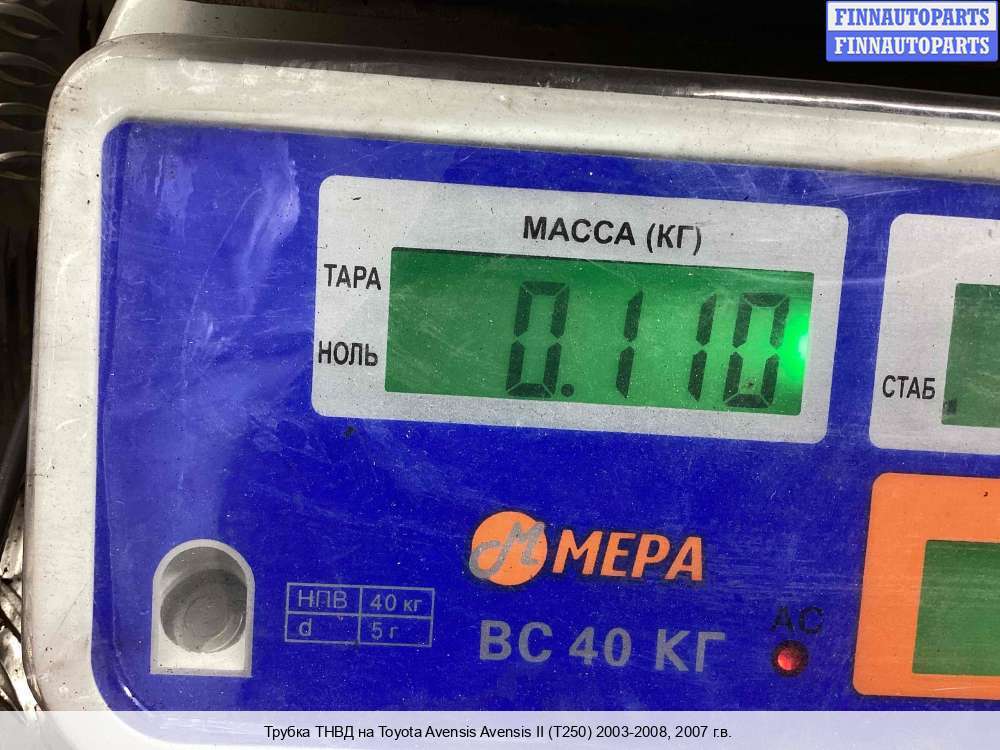 FINNAUTOPARTS
FINNAUTOPARTS
МАССА (КГ)
ТАРА
0.110
НОЛЬ
СТАБ
М МЕРА
НПВ 40 кг
d 5 г
ВС 40 КГ
AC
Трубка ТНВД на Toyota Avensis Avensis II (T250) 2003-2008, 2007 г.в.